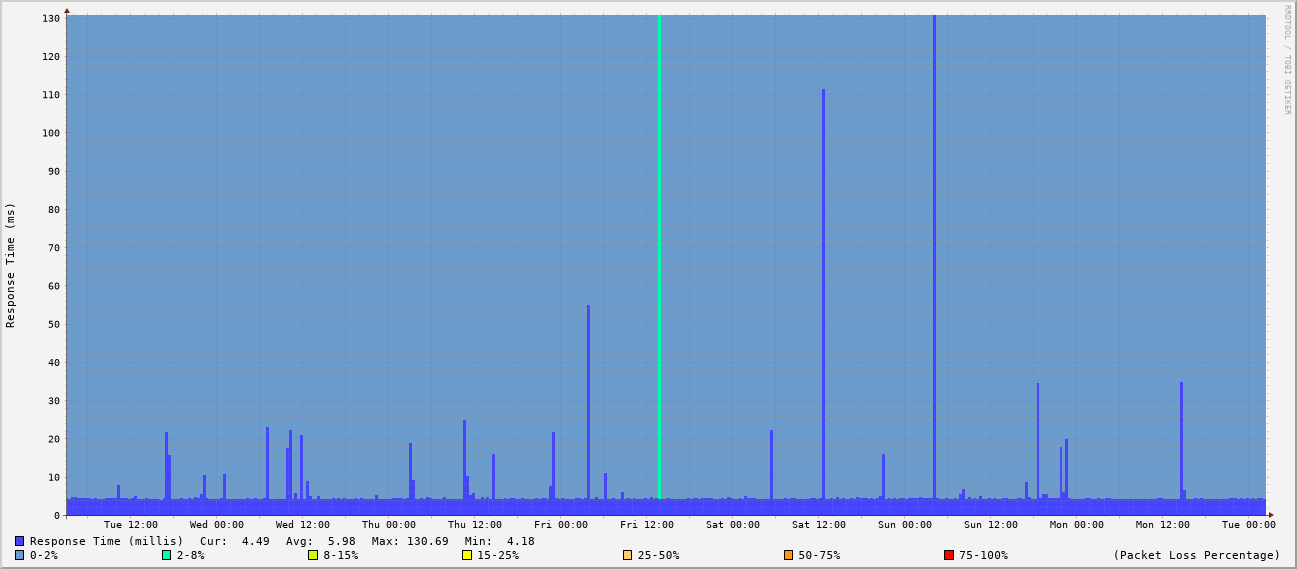 RRDTOOL / TOBI OETIKER
Response Time (ms)
130
120
110
100
90
80
70
60
50
40
30
20
10
0
Tue 12:00 Wed 00:00 Wed 12:00 Thu 00:00 Thu 12:00 Fri 00:00 Fri 12:00 Sat 00:00 Sat 12:00 Sun 00:00 Sun 12:00 Mon 00:00 Mon 12:00 Tue 00:00
Response Time (millis) Cur: 4.49 Avg: 5.98 Max: 130.69 Min: 4.18
0-2% 2-8% 8-15% 15-25% 25-50% 50-75% 75-100% (Packet Loss Percentage)